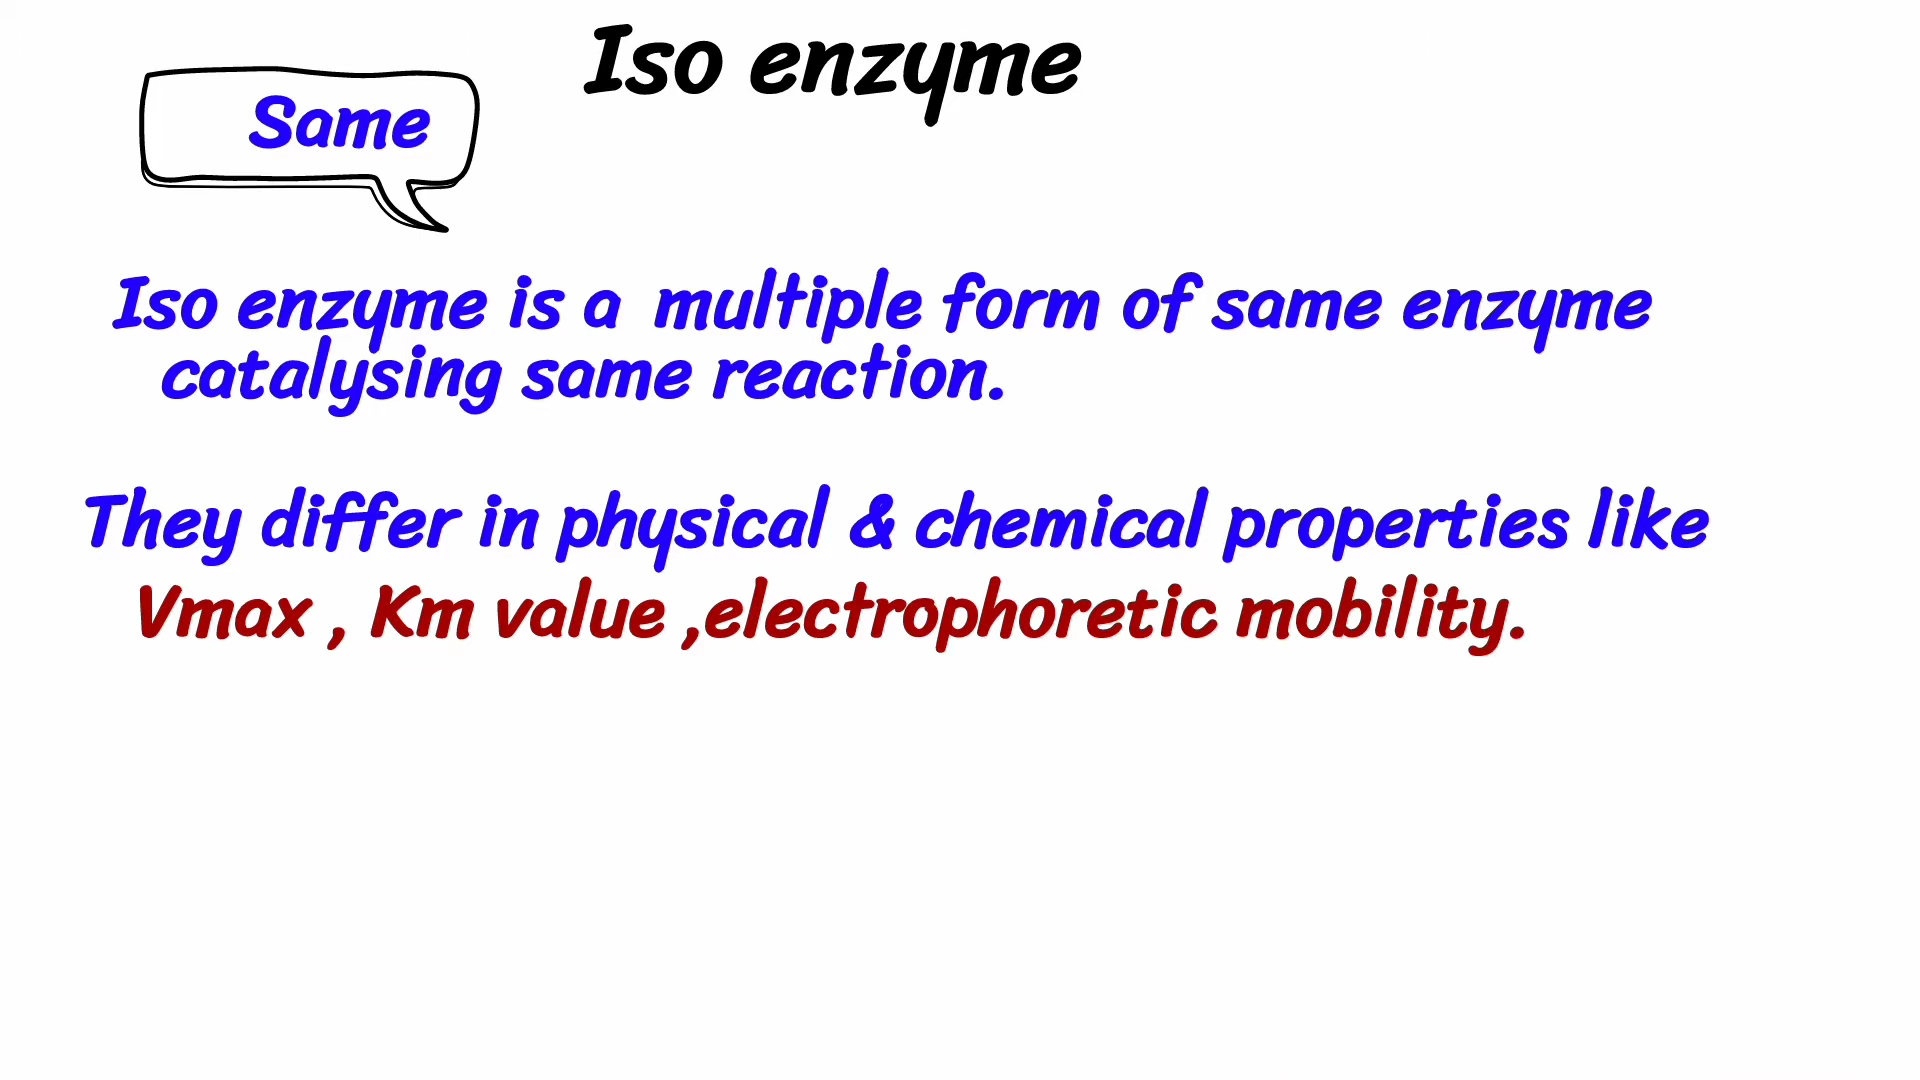 Iso enzyme
Same
Iso enzyme is a multiple form of same enzyme
catalysing same reaction.
They differ in physical & chemical properties like
Vmax , Km value ,electrophoretic mobility.